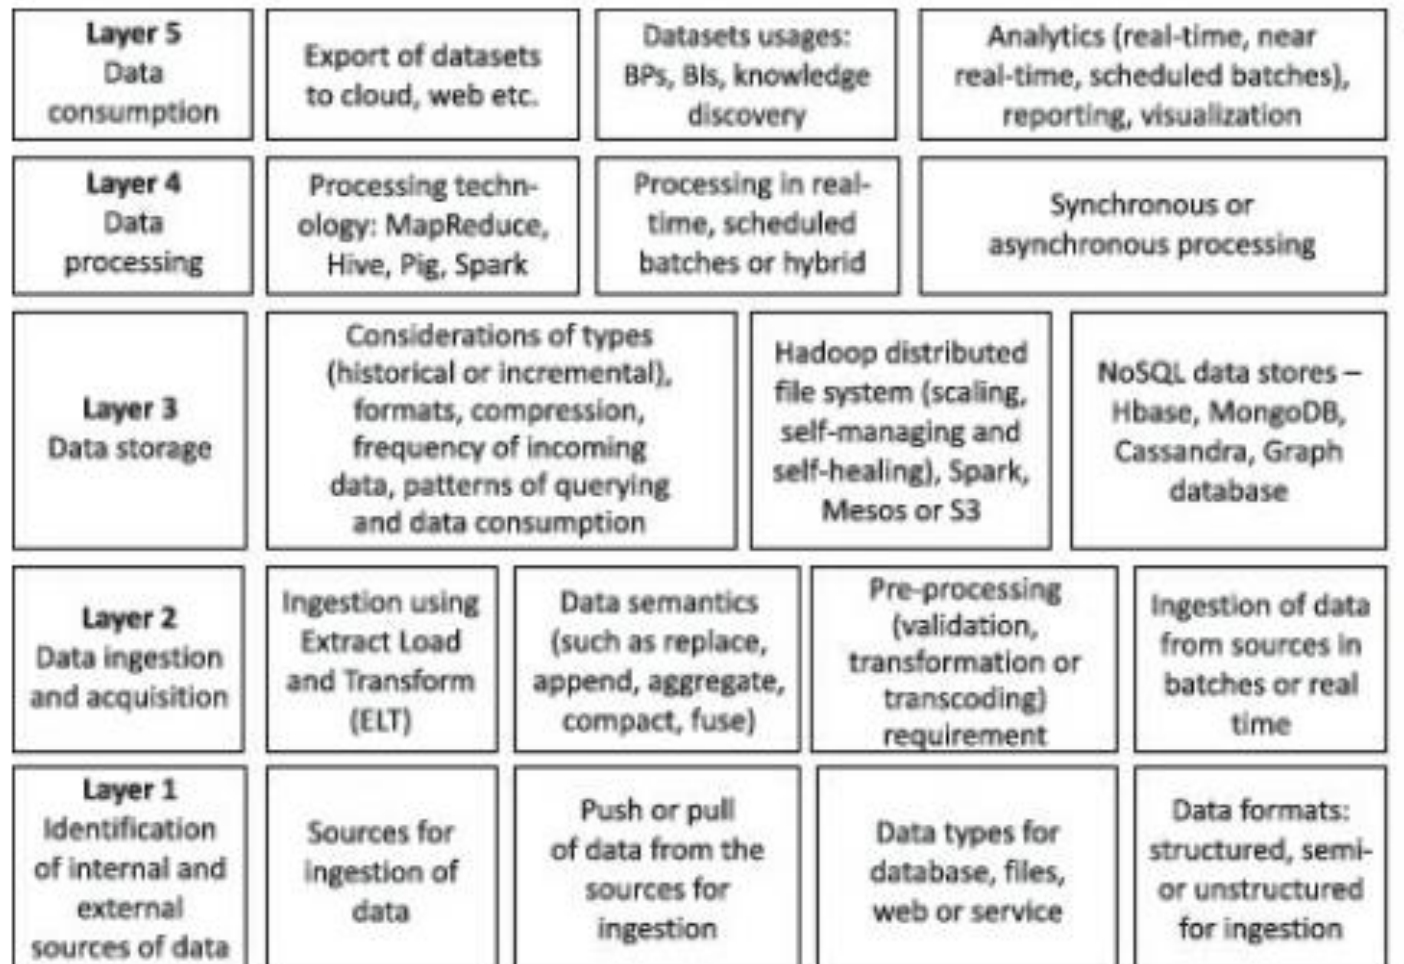 Layer 5
Data
consumption
Export of datasets
to cloud, web etc.
Datasets usages:
BPs, BIs, knowledge
discovery
Analytics (real-time, near
real-time, scheduled batches),
reporting, visualization
Layer 4
Data
processing
Processing techn-
ology: MapReduce,
Hive, Pig, Spark
Processing in real-
time, scheduled
batches or hybrid
Synchronous or
asynchronous processing
Layer 3
Data storage
Considerations of types
(historical or incremental),
formats, compression,
frequency of incoming
data, patterns of querying
and data consumption
Hadoop distributed
file system (scaling,
self-managing and
self-healing), Spark,
Mesos or S3
NoSQL data stores –
Hbase, MongoDB,
Cassandra, Graph
database
Layer 2
Data ingestion
and acquisition
Ingestion using
Extract Load
and Transform
(ELT)
Data semantics
(such as replace,
append, aggregate,
compact, fuse)
Pre-processing
(validation,
transformation or
transcoding)
requirement
Ingestion of data
from sources in
batches or real
time
Layer 1
Identification
of internal and
external
sources of data
Sources for
ingestion of
data
Push or pull
of data from the
sources for
ingestion
Data types for
database, files,
web or service
Data formats:
structured, semi-
or unstructured
for ingestion